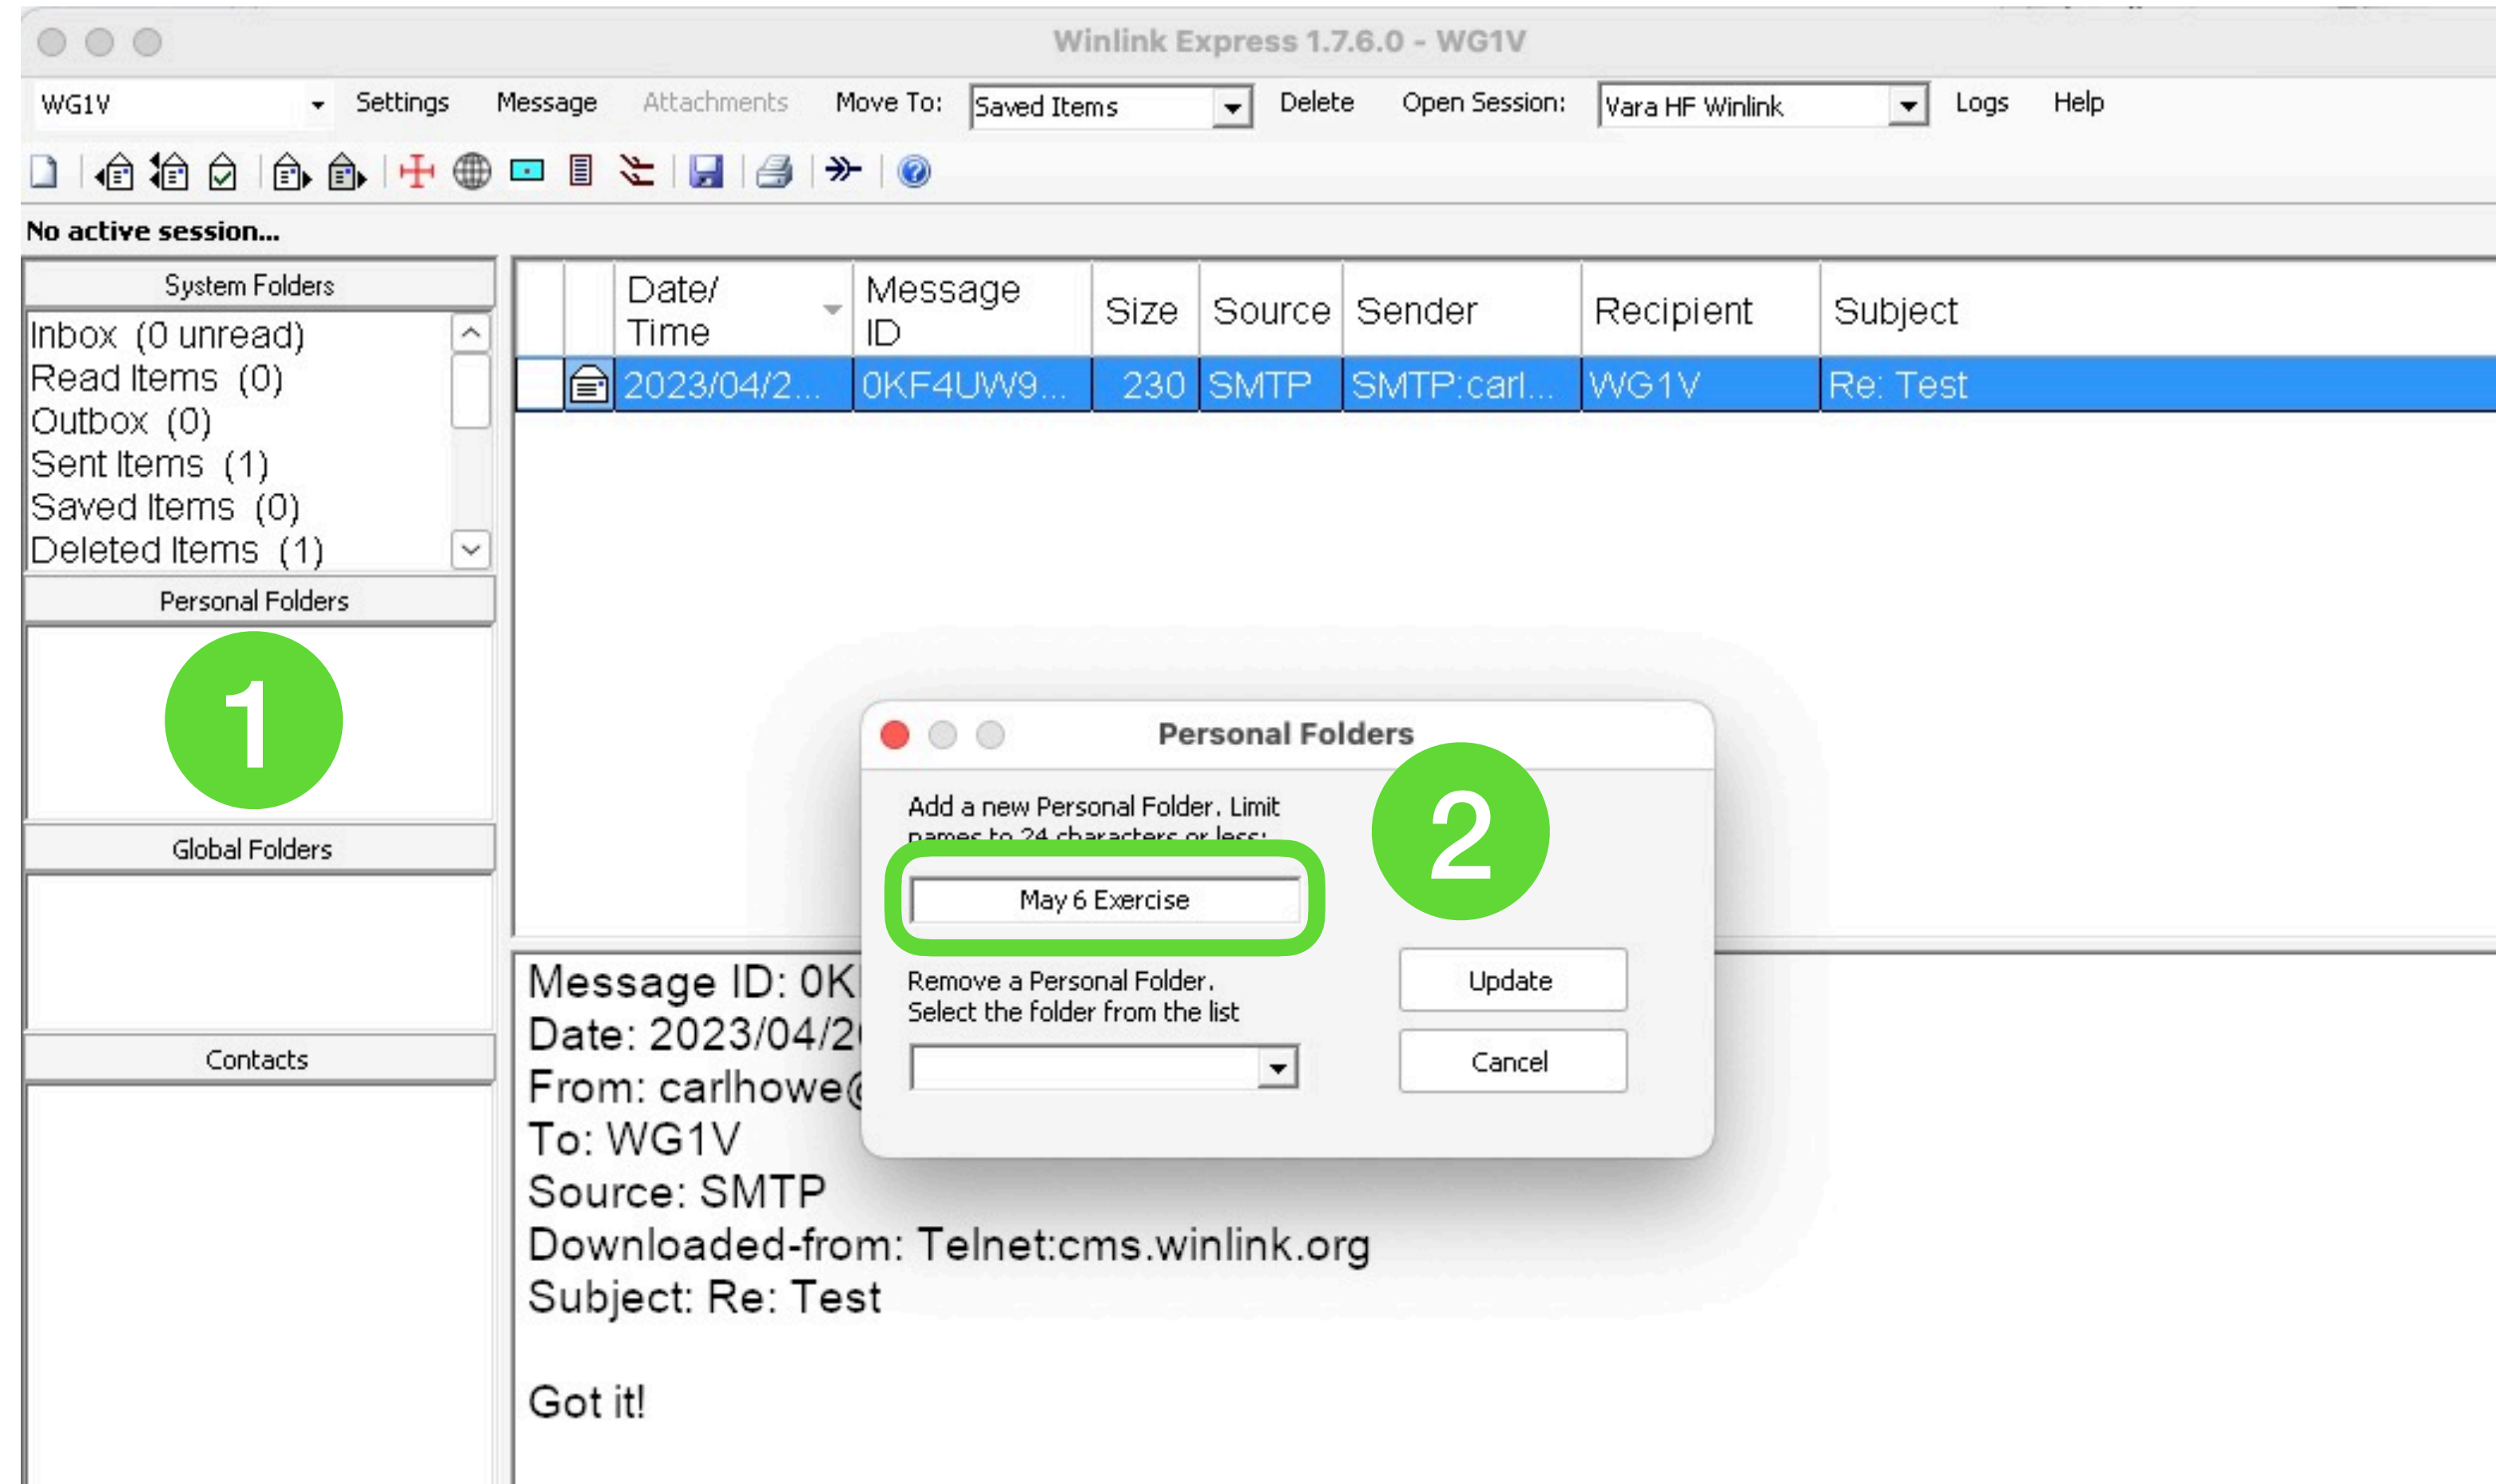 Winlink Express 1.7.6.0 - WG1V
WG1V Settings Message Attachments Move To: Saved Items Delete Open Session: Vara HF Winlink Logs Help
No active session...
System Folders
Inbox (0 unread)
Read Items (0)
Outbox (0)
Sent Items (1)
Saved Items (0)
Deleted Items (1)
Personal Folders
1
Global Folders
Contacts
Date/Time Message ID Size Source Sender Recipient Subject
2023/04/2... 0KF4UW9... 230 SMTP SMTP:carl... WG1V Re: Test
Personal Folders
2
Add a new Personal Folder. Limit
names to 24 characters or less:
May 6 Exercise
Remove a Personal Folder.
Select the folder from the list
Update
Cancel
Message ID: 0K
Date: 2023/04/2
From: carlhowe@
To: WG1V
Source: SMTP
Downloaded-from: Telnet:cms.winlink.org
Subject: Re: Test
Got it!